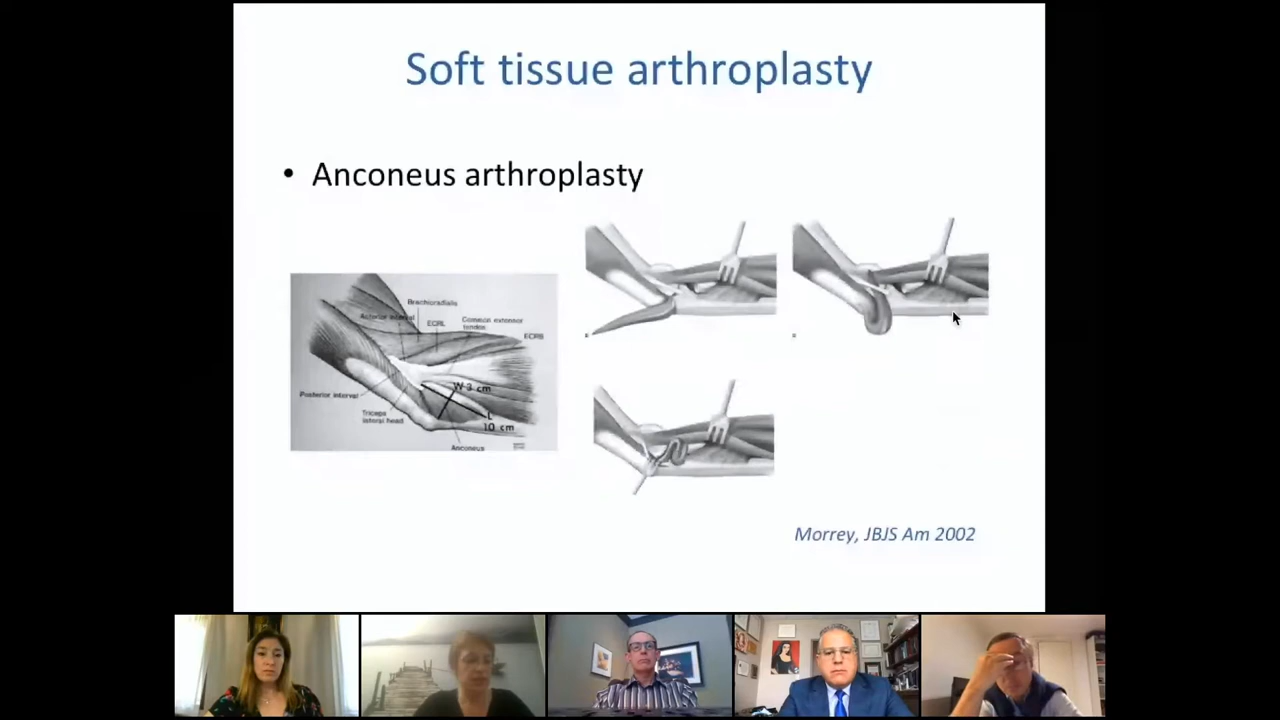 Soft tissue arthroplasty
• Anconeus arthroplasty
Brachioradialis
Anterior interval
ECRL
Common extensor
tendon
ECRB
W 3 cm
Posterior interval
L
Triceps
lateral head
10 cm
Anconeus
Morrey, JBJS Am 2002